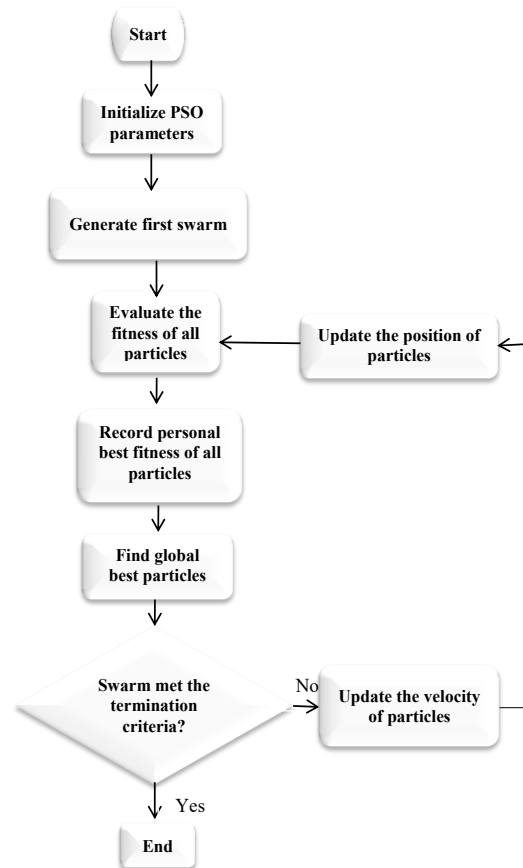 Start
Initialize PSO
parameters
Generate first swarm
Evaluate the
fitness of all
particles
Update the position of
particles
Record personal
best fitness of all
particles
Find global
best particles
Swarm met the
termination
criteria?
No
Update the velocity
of particles
Yes
End